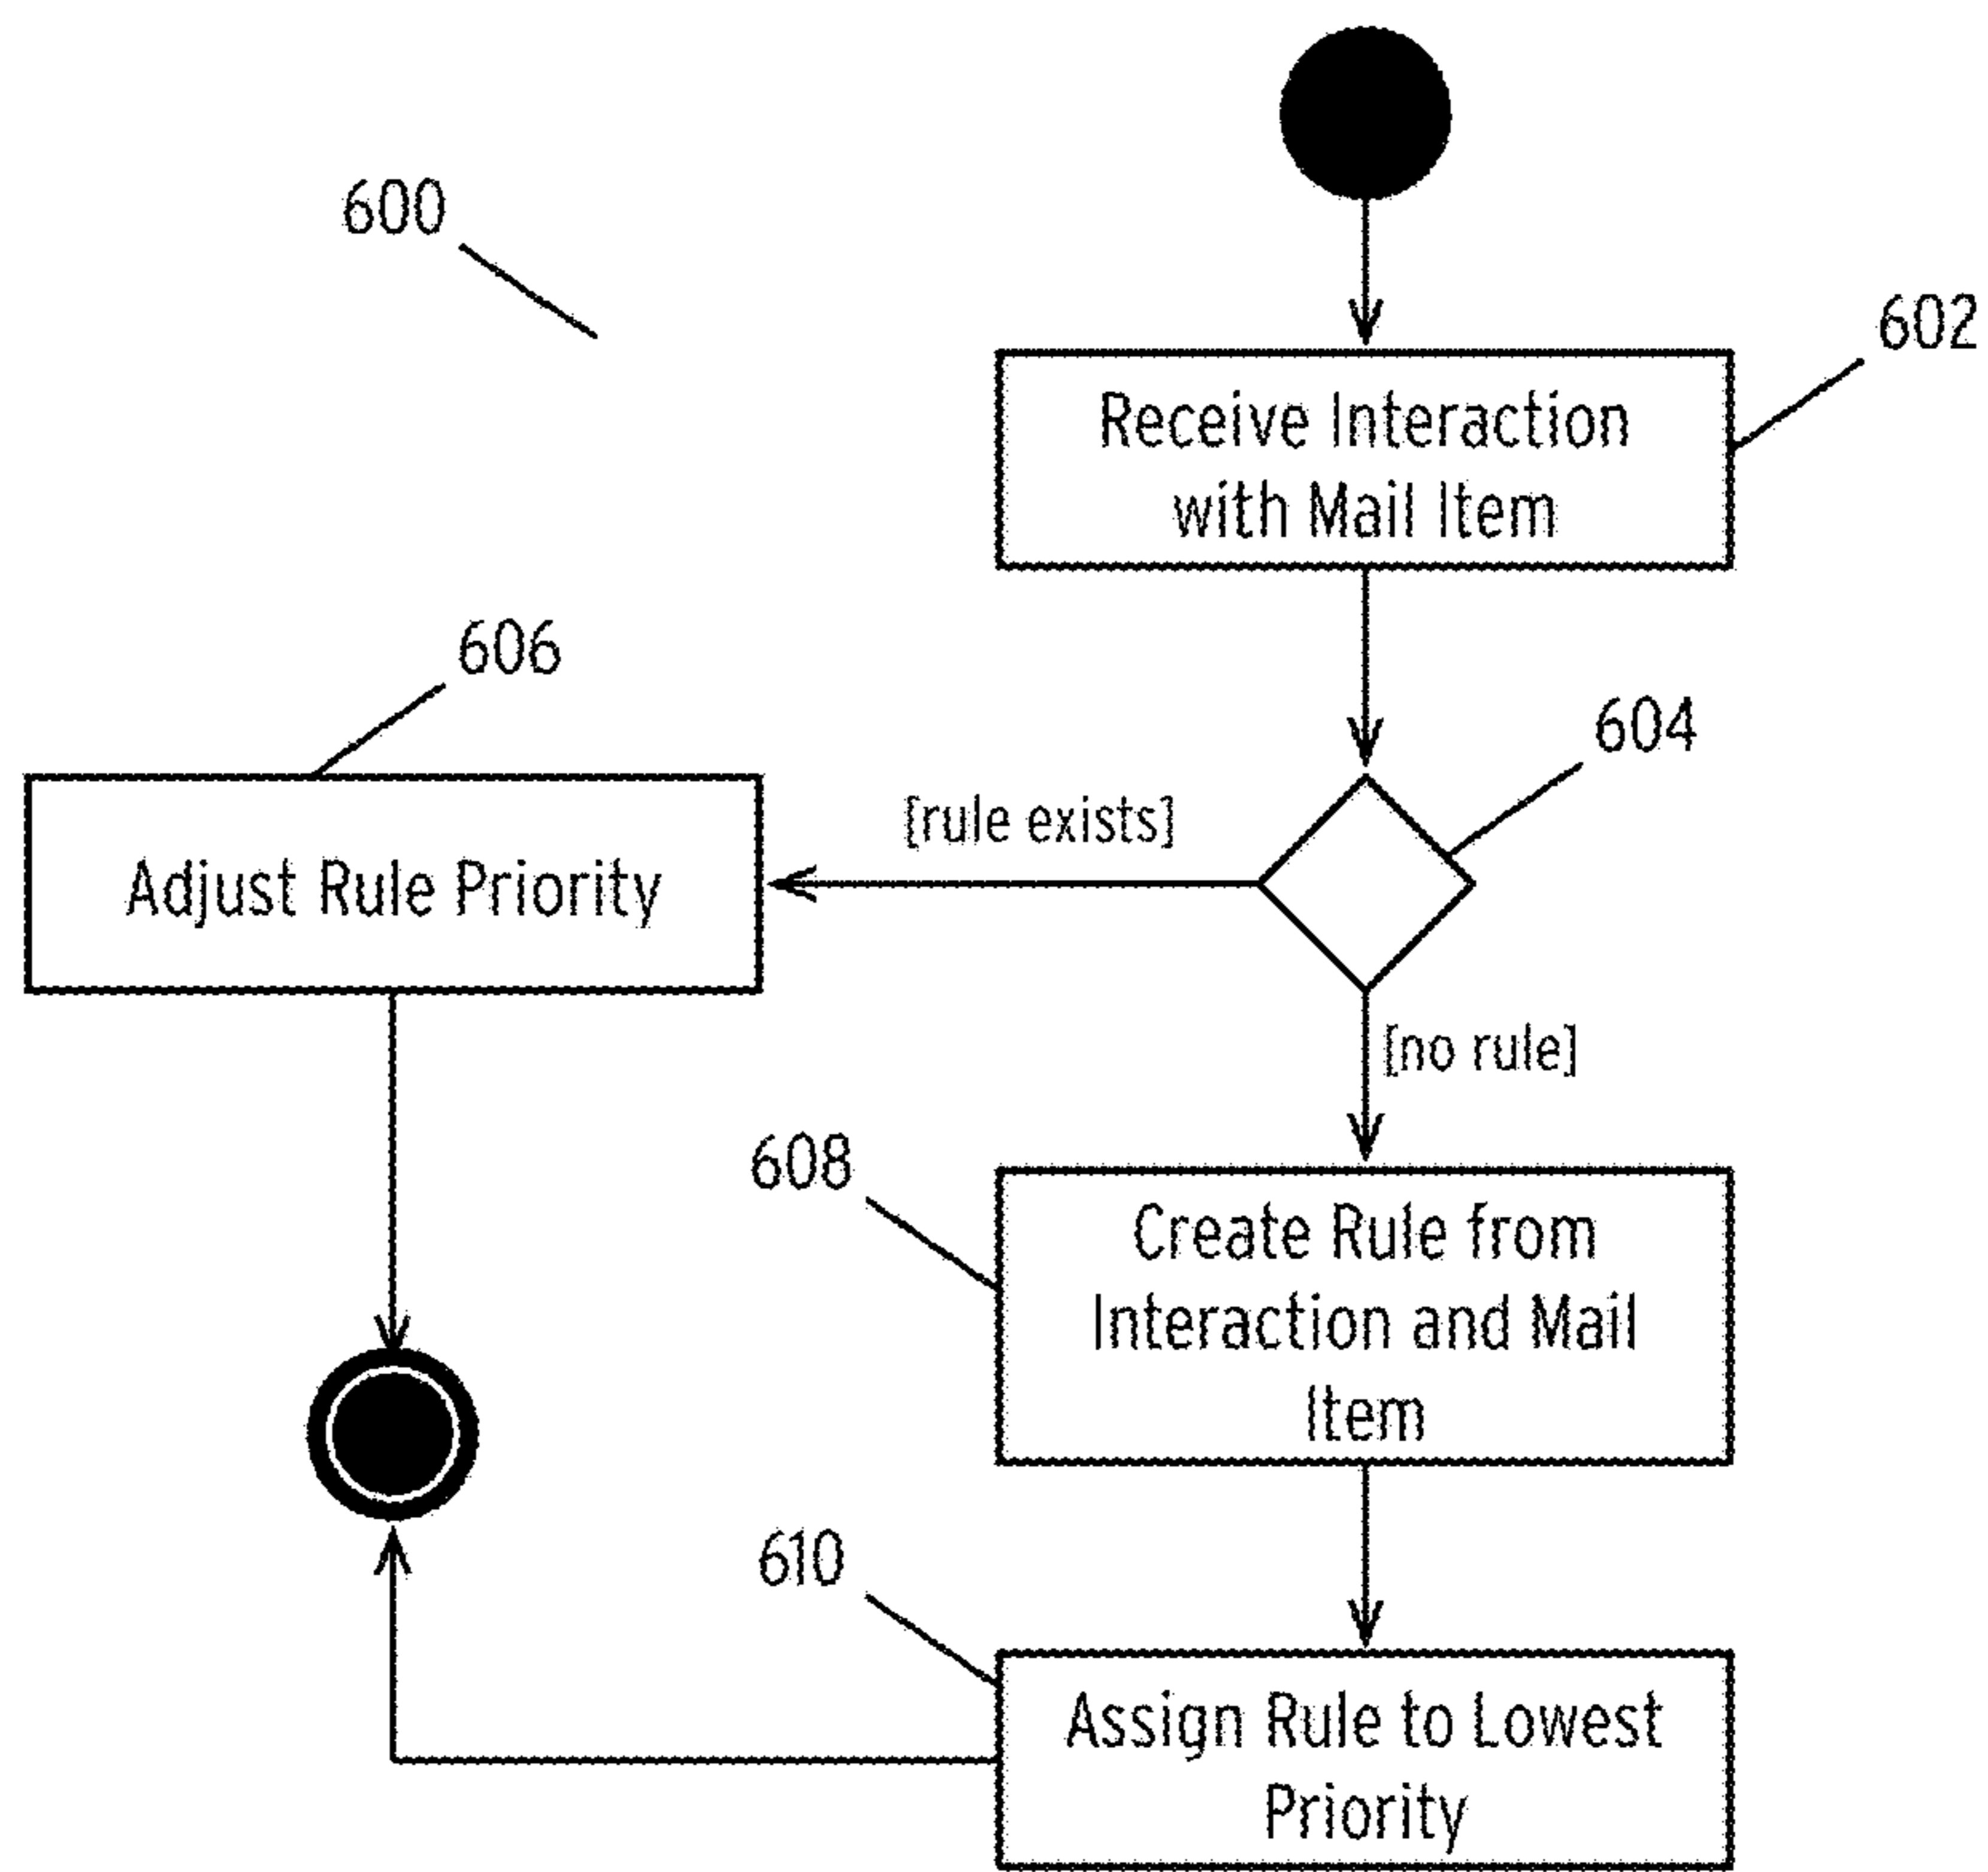 600
602
Receive Interaction
with Mail Item
606
604
[rule exists]
Adjust Rule Priority
[no rule]
608
Create Rule from
Interaction and Mail
Item
610
Assign Rule to Lowest
Priority